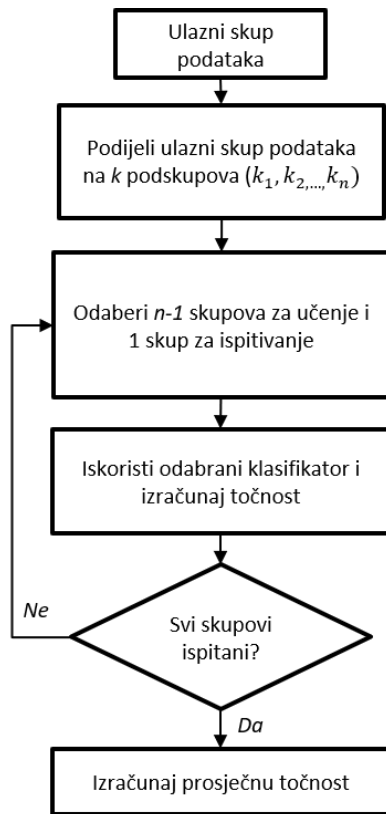 Ulazni skup
podataka
Podijeli ulazni skup podataka
na k podskupova (k₁, k₂,...,kₙ)
Odaberi n-1 skupova za učenje i
1 skup za ispitivanje
Iskoristi odabrani klasifikator i
izračunaj točnost
Ne
Svi skupovi
ispitani?
Da
Izračunaj prosječnu točnost